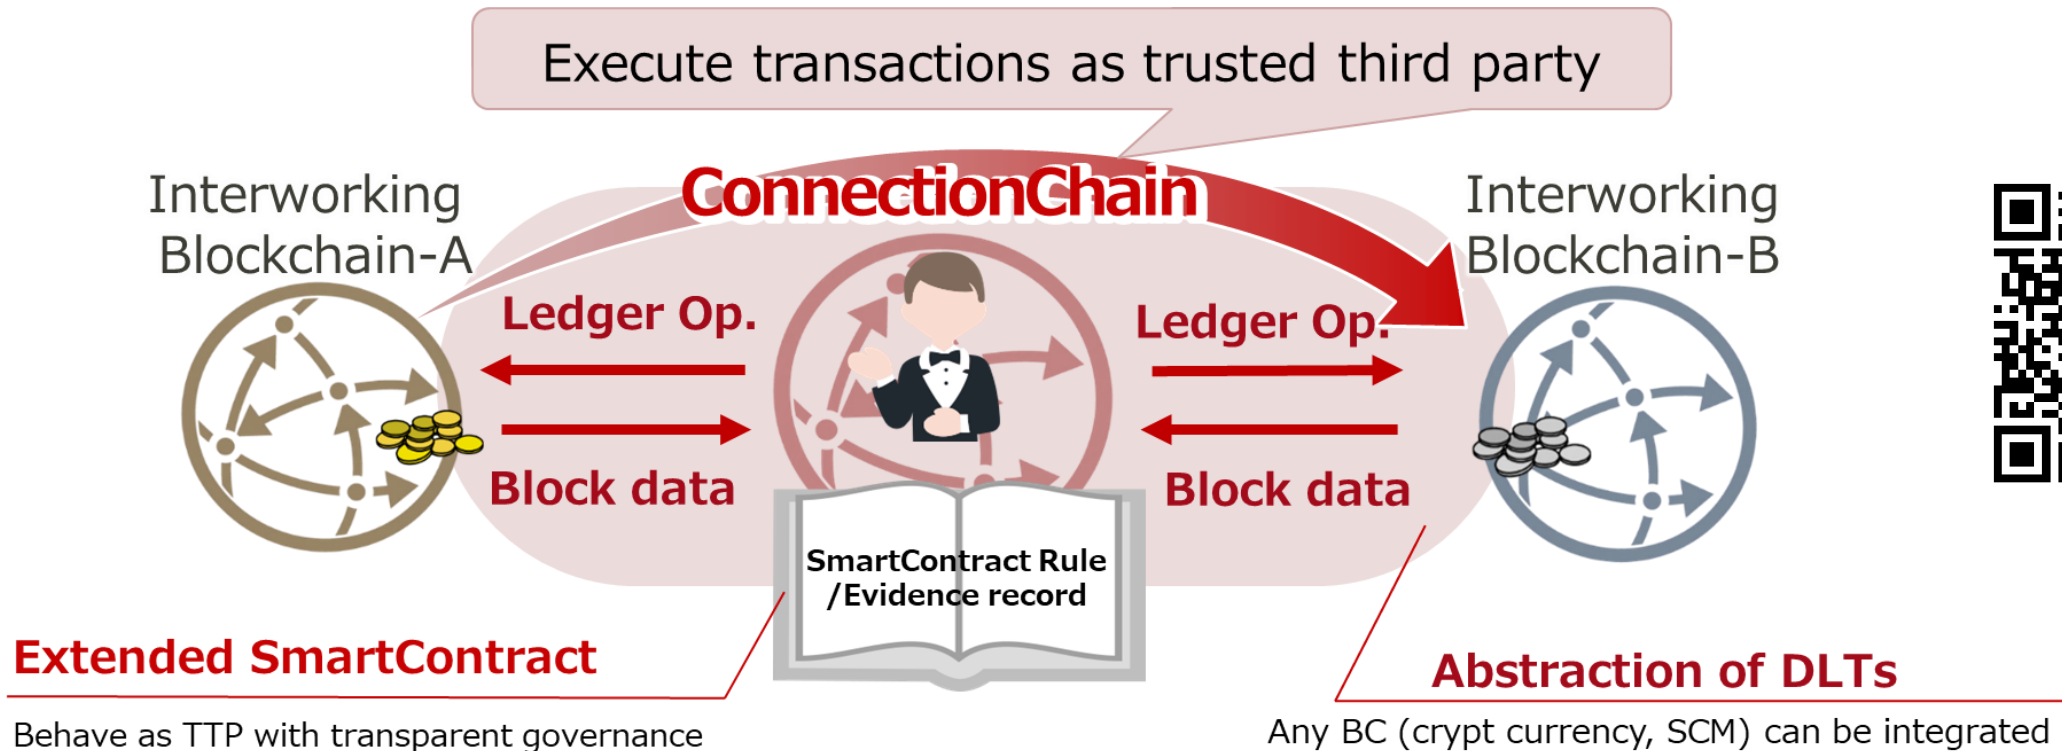 Execute transactions as trusted third party
ConnectionChain
Interworking
Blockchain-A
Interworking
Blockchain-B
Ledger Op.
Ledger Op.
Block data
Block data
SmartContract Rule
/Evidence record
Extended SmartContract
Behave as TTP with transparent governance
Abstraction of DLTs
Any BC (crypt currency, SCM) can be integrated